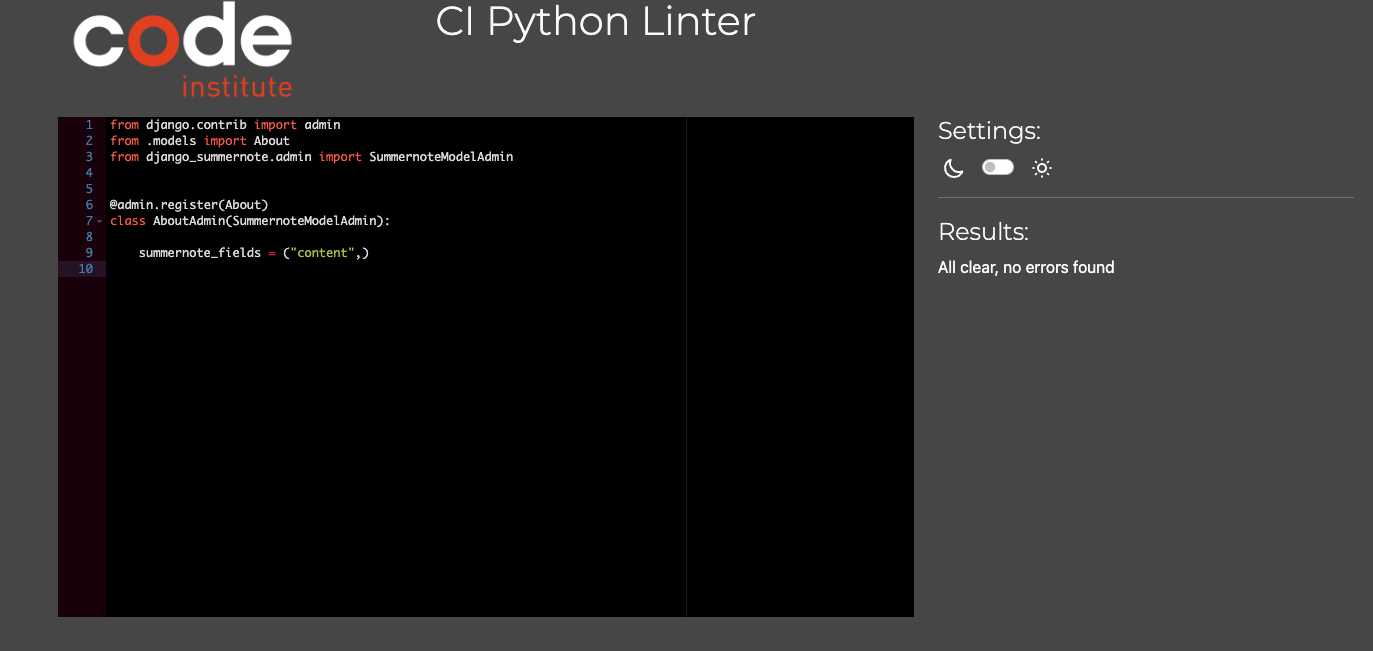 code
institute
CI Python Linter
1 from django.contrib import admin
2 from .models import About
3 from django_summernote.admin import SummernoteModelAdmin
4
5
6 @admin.register(About)
7 class AboutAdmin(SummernoteModelAdmin):
8
9     summernote_fields = ("content",)
10
Settings:
Results:
All clear, no errors found